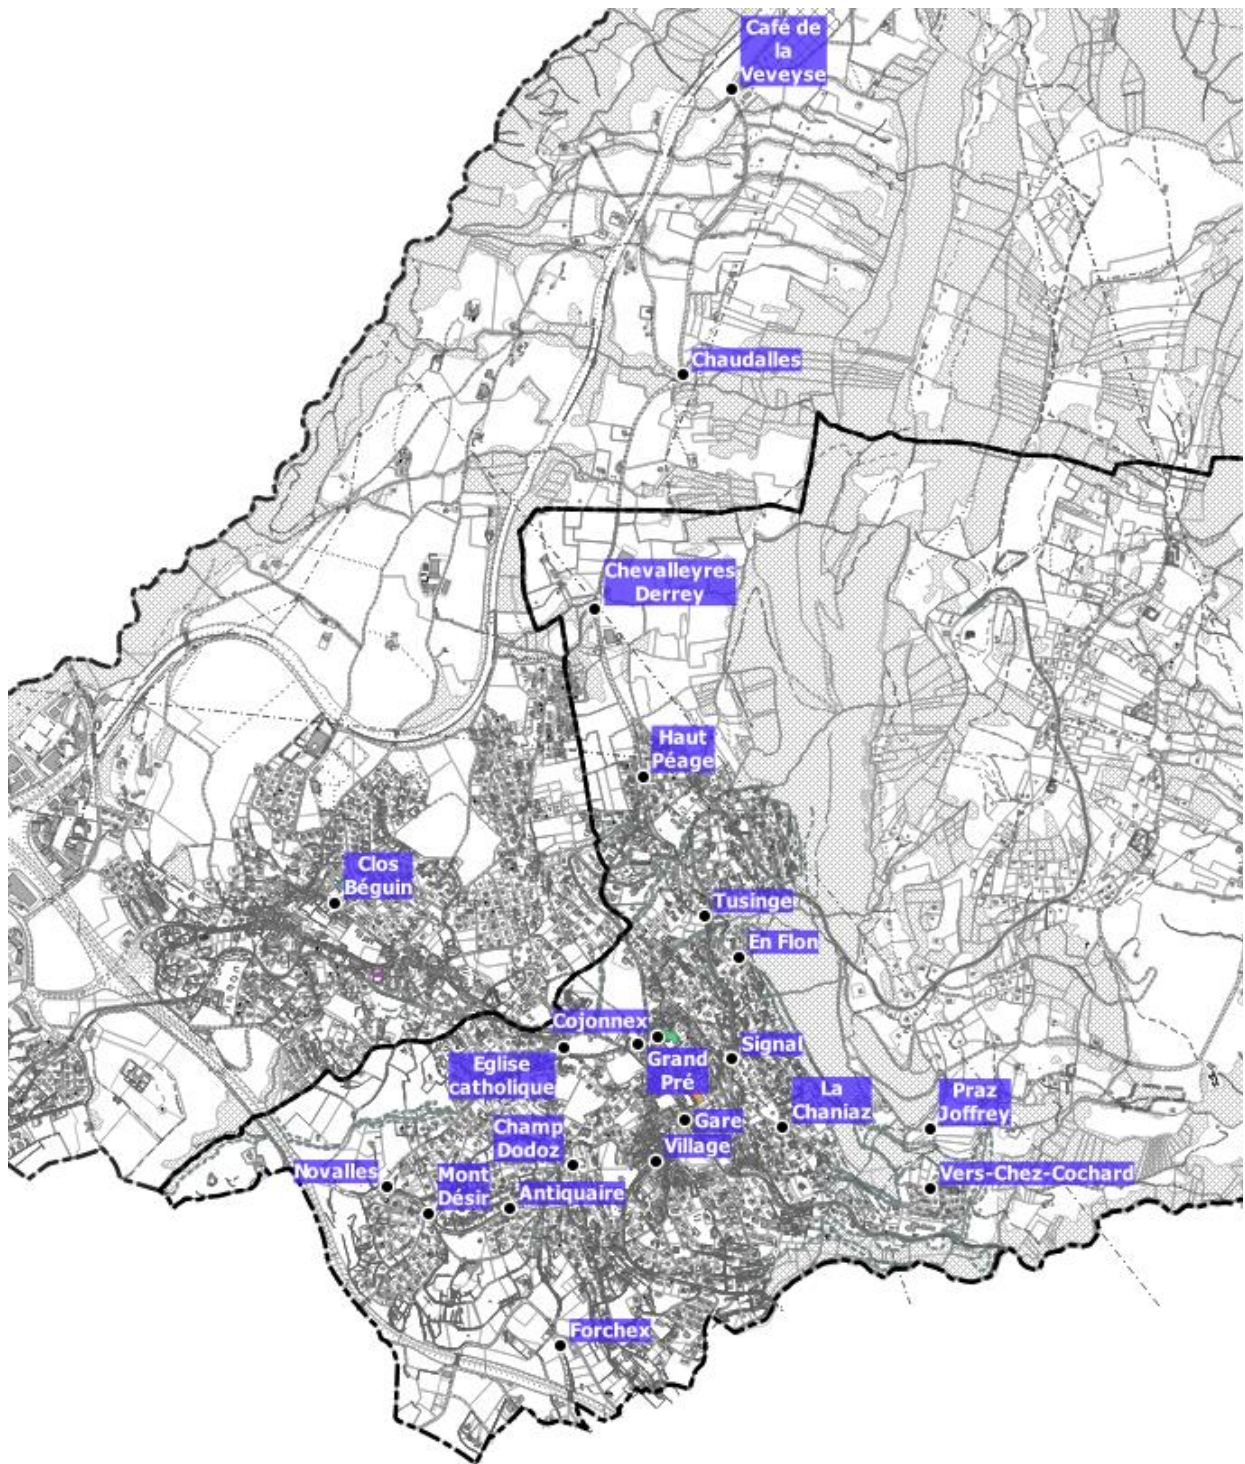 Café de
la
Veveyse
Chaudalles
Chevalleyres
Derrey
Haut
Péage
Clos
Béguin
Tusinge
En Flon
Cojonnex
Grand
Pré
Signal
Eglise
catholique
La
Chaniaz
Praz
Joffrey
Champ
Dodoz
Gare
Village
Novalles
Mont
Désir
Antiquaire
Vers-Chez-Cochard
Forchex